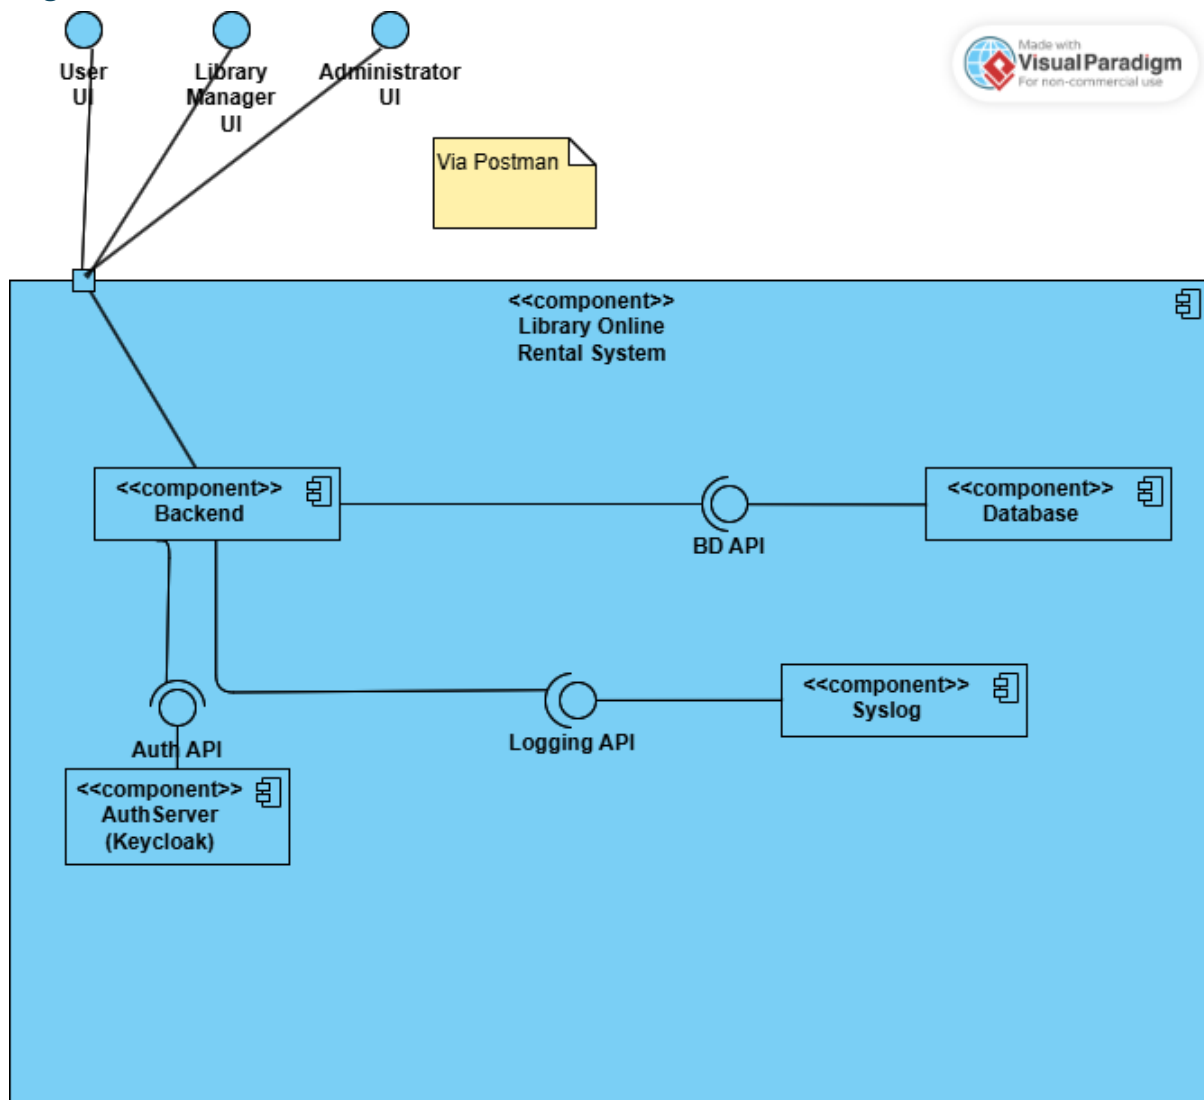 User
UI
Library
Manager
UI
Administrator
UI
Made with
Visual Paradigm
For non-commercial use
Via Postman
<<component>>
Library Online
Rental System
<<component>>
Backend
BD API
<<component>>
Database
Auth API
Logging API
<<component>>
Syslog
<<component>>
AuthServer
(Keycloak)